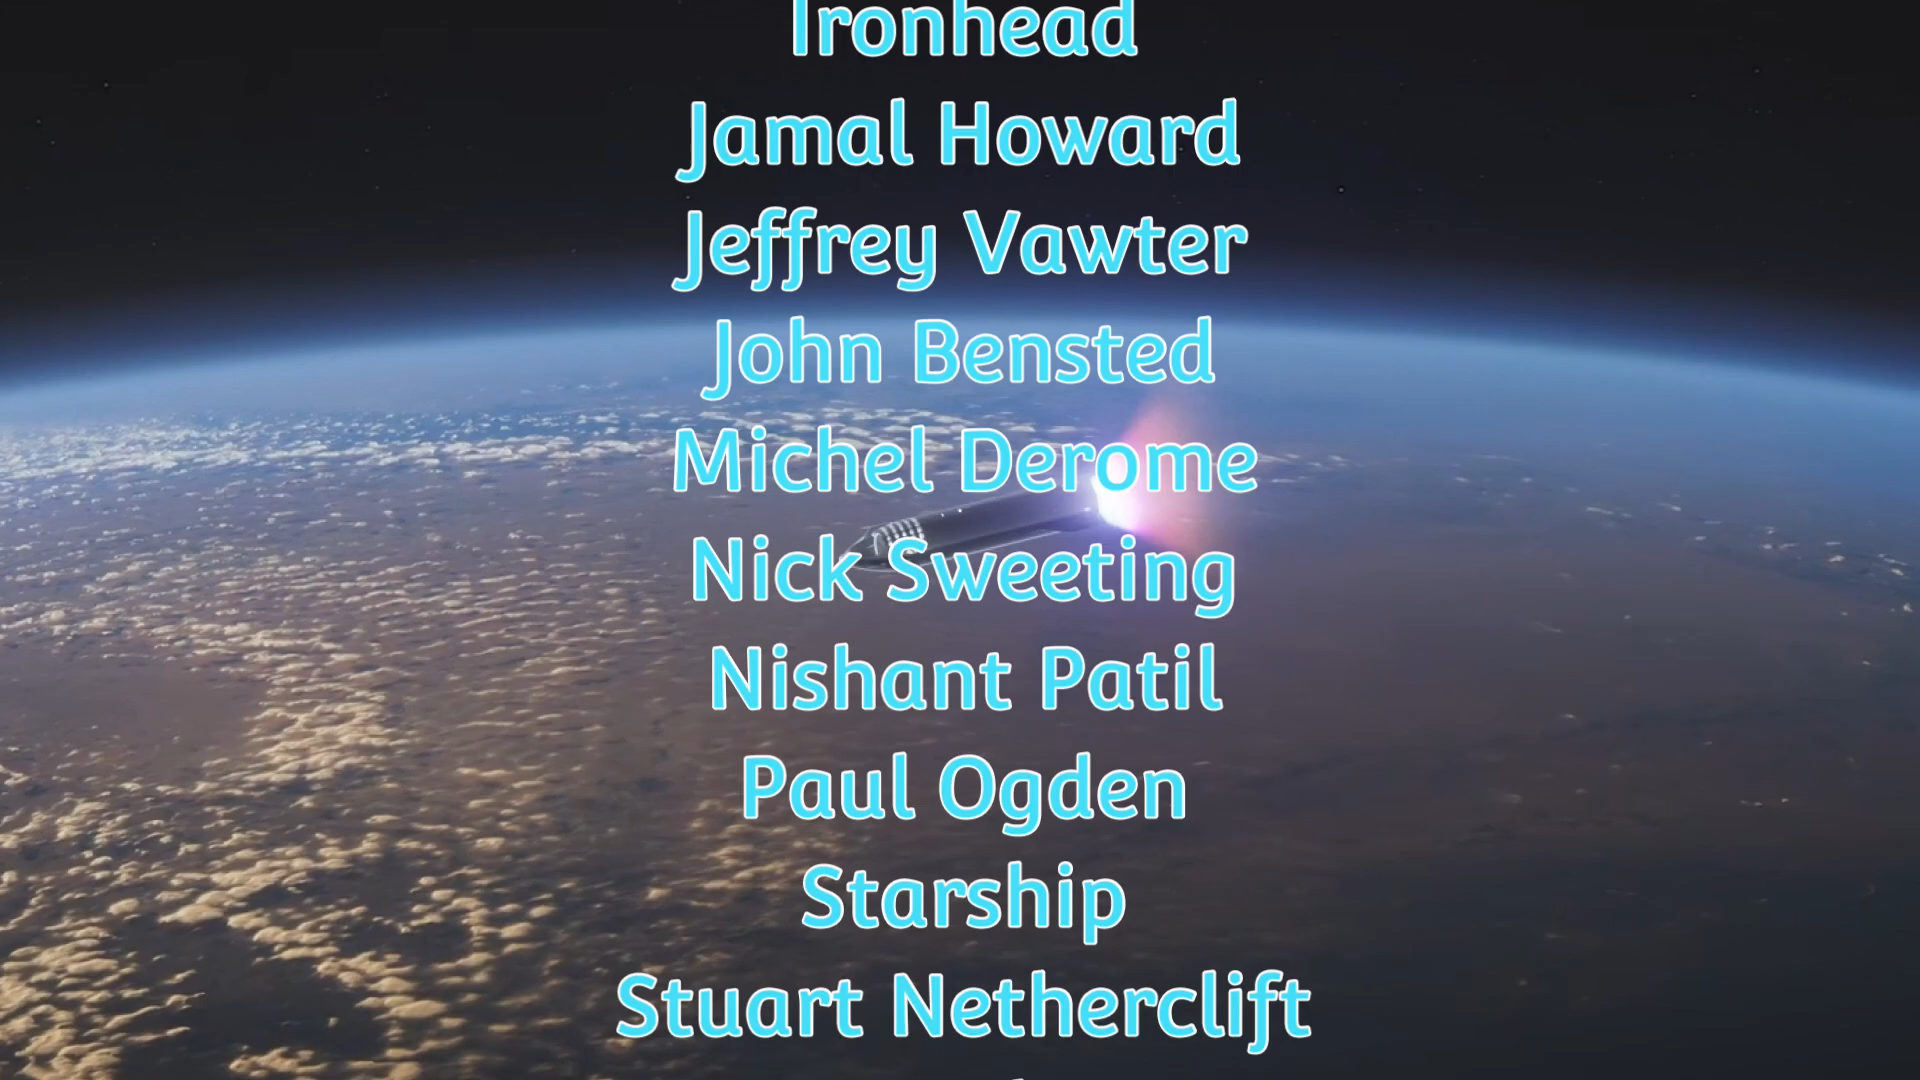 Ironhead
Jamal Howard
Jeffrey Vawter
John Bensted
Michel Derome
Nick Sweeting
Nishant Patil
Paul Ogden
Starship
Stuart Netherclift